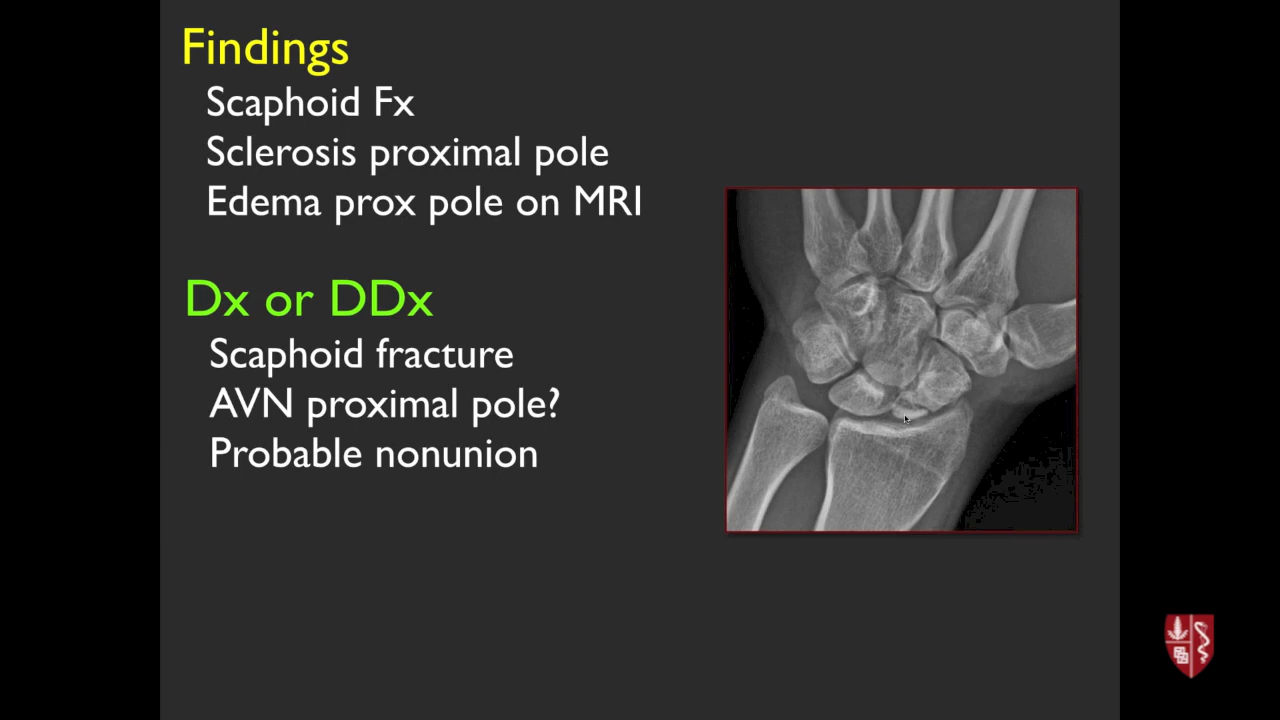 Findings
Scaphoid Fx
Sclerosis proximal pole
Edema prox pole on MRI
Dx or DDx
Scaphoid fracture
AVN proximal pole?
Probable nonunion